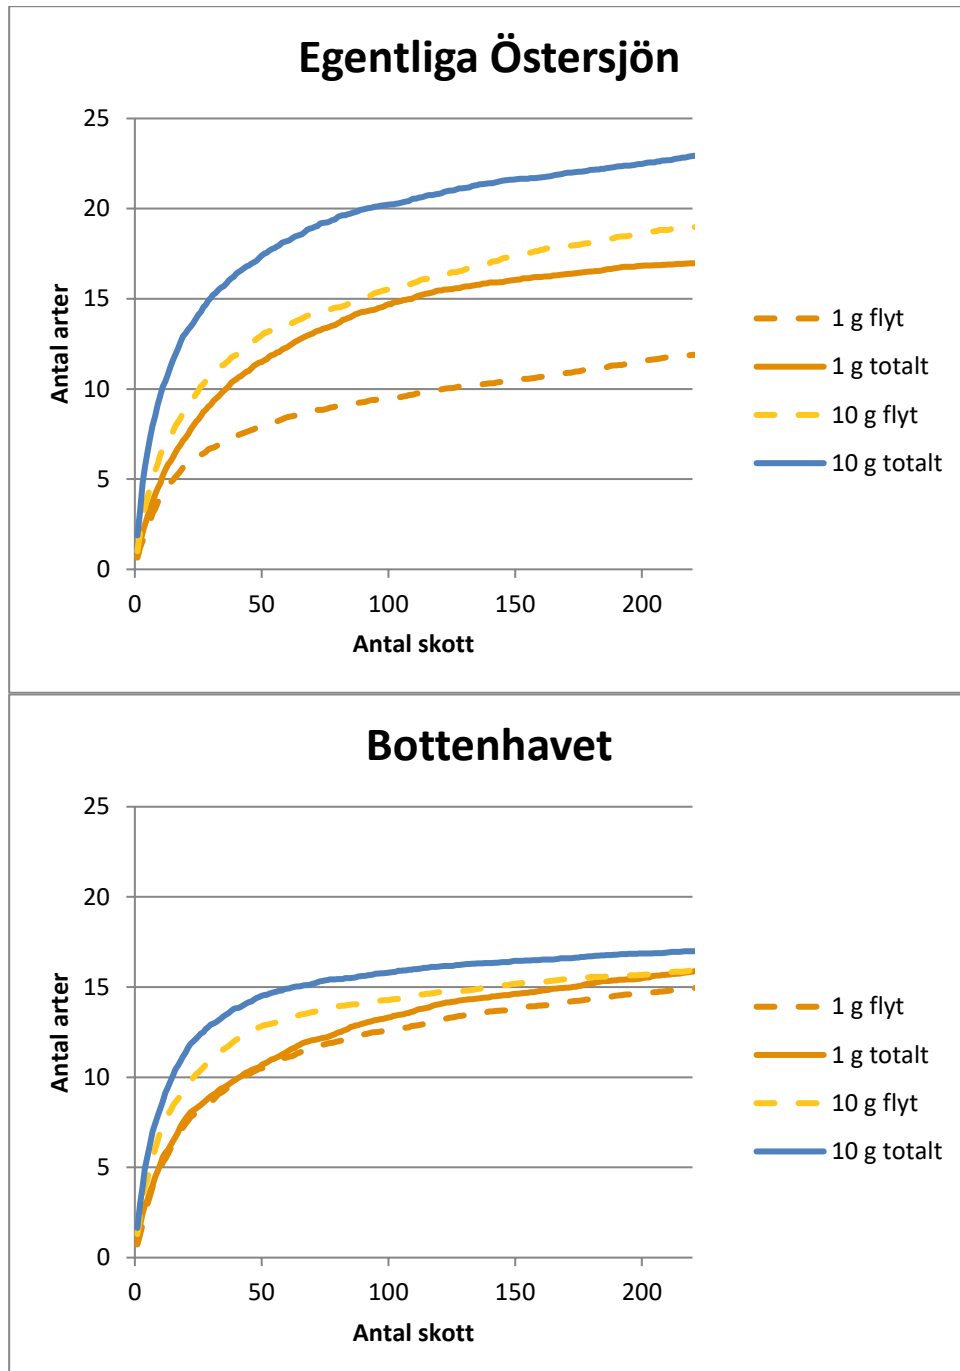 Egentliga Östersjön
25
20
15
10
5
0
Antal arter
0 50 100 150 200
Antal skott
1 g flyt
1 g totalt
10 g flyt
10 g totalt
Bottenhavet
25
20
15
10
5
0
Antal arter
0 50 100 150 200
Antal skott
1 g flyt
1 g totalt
10 g flyt
10 g totalt